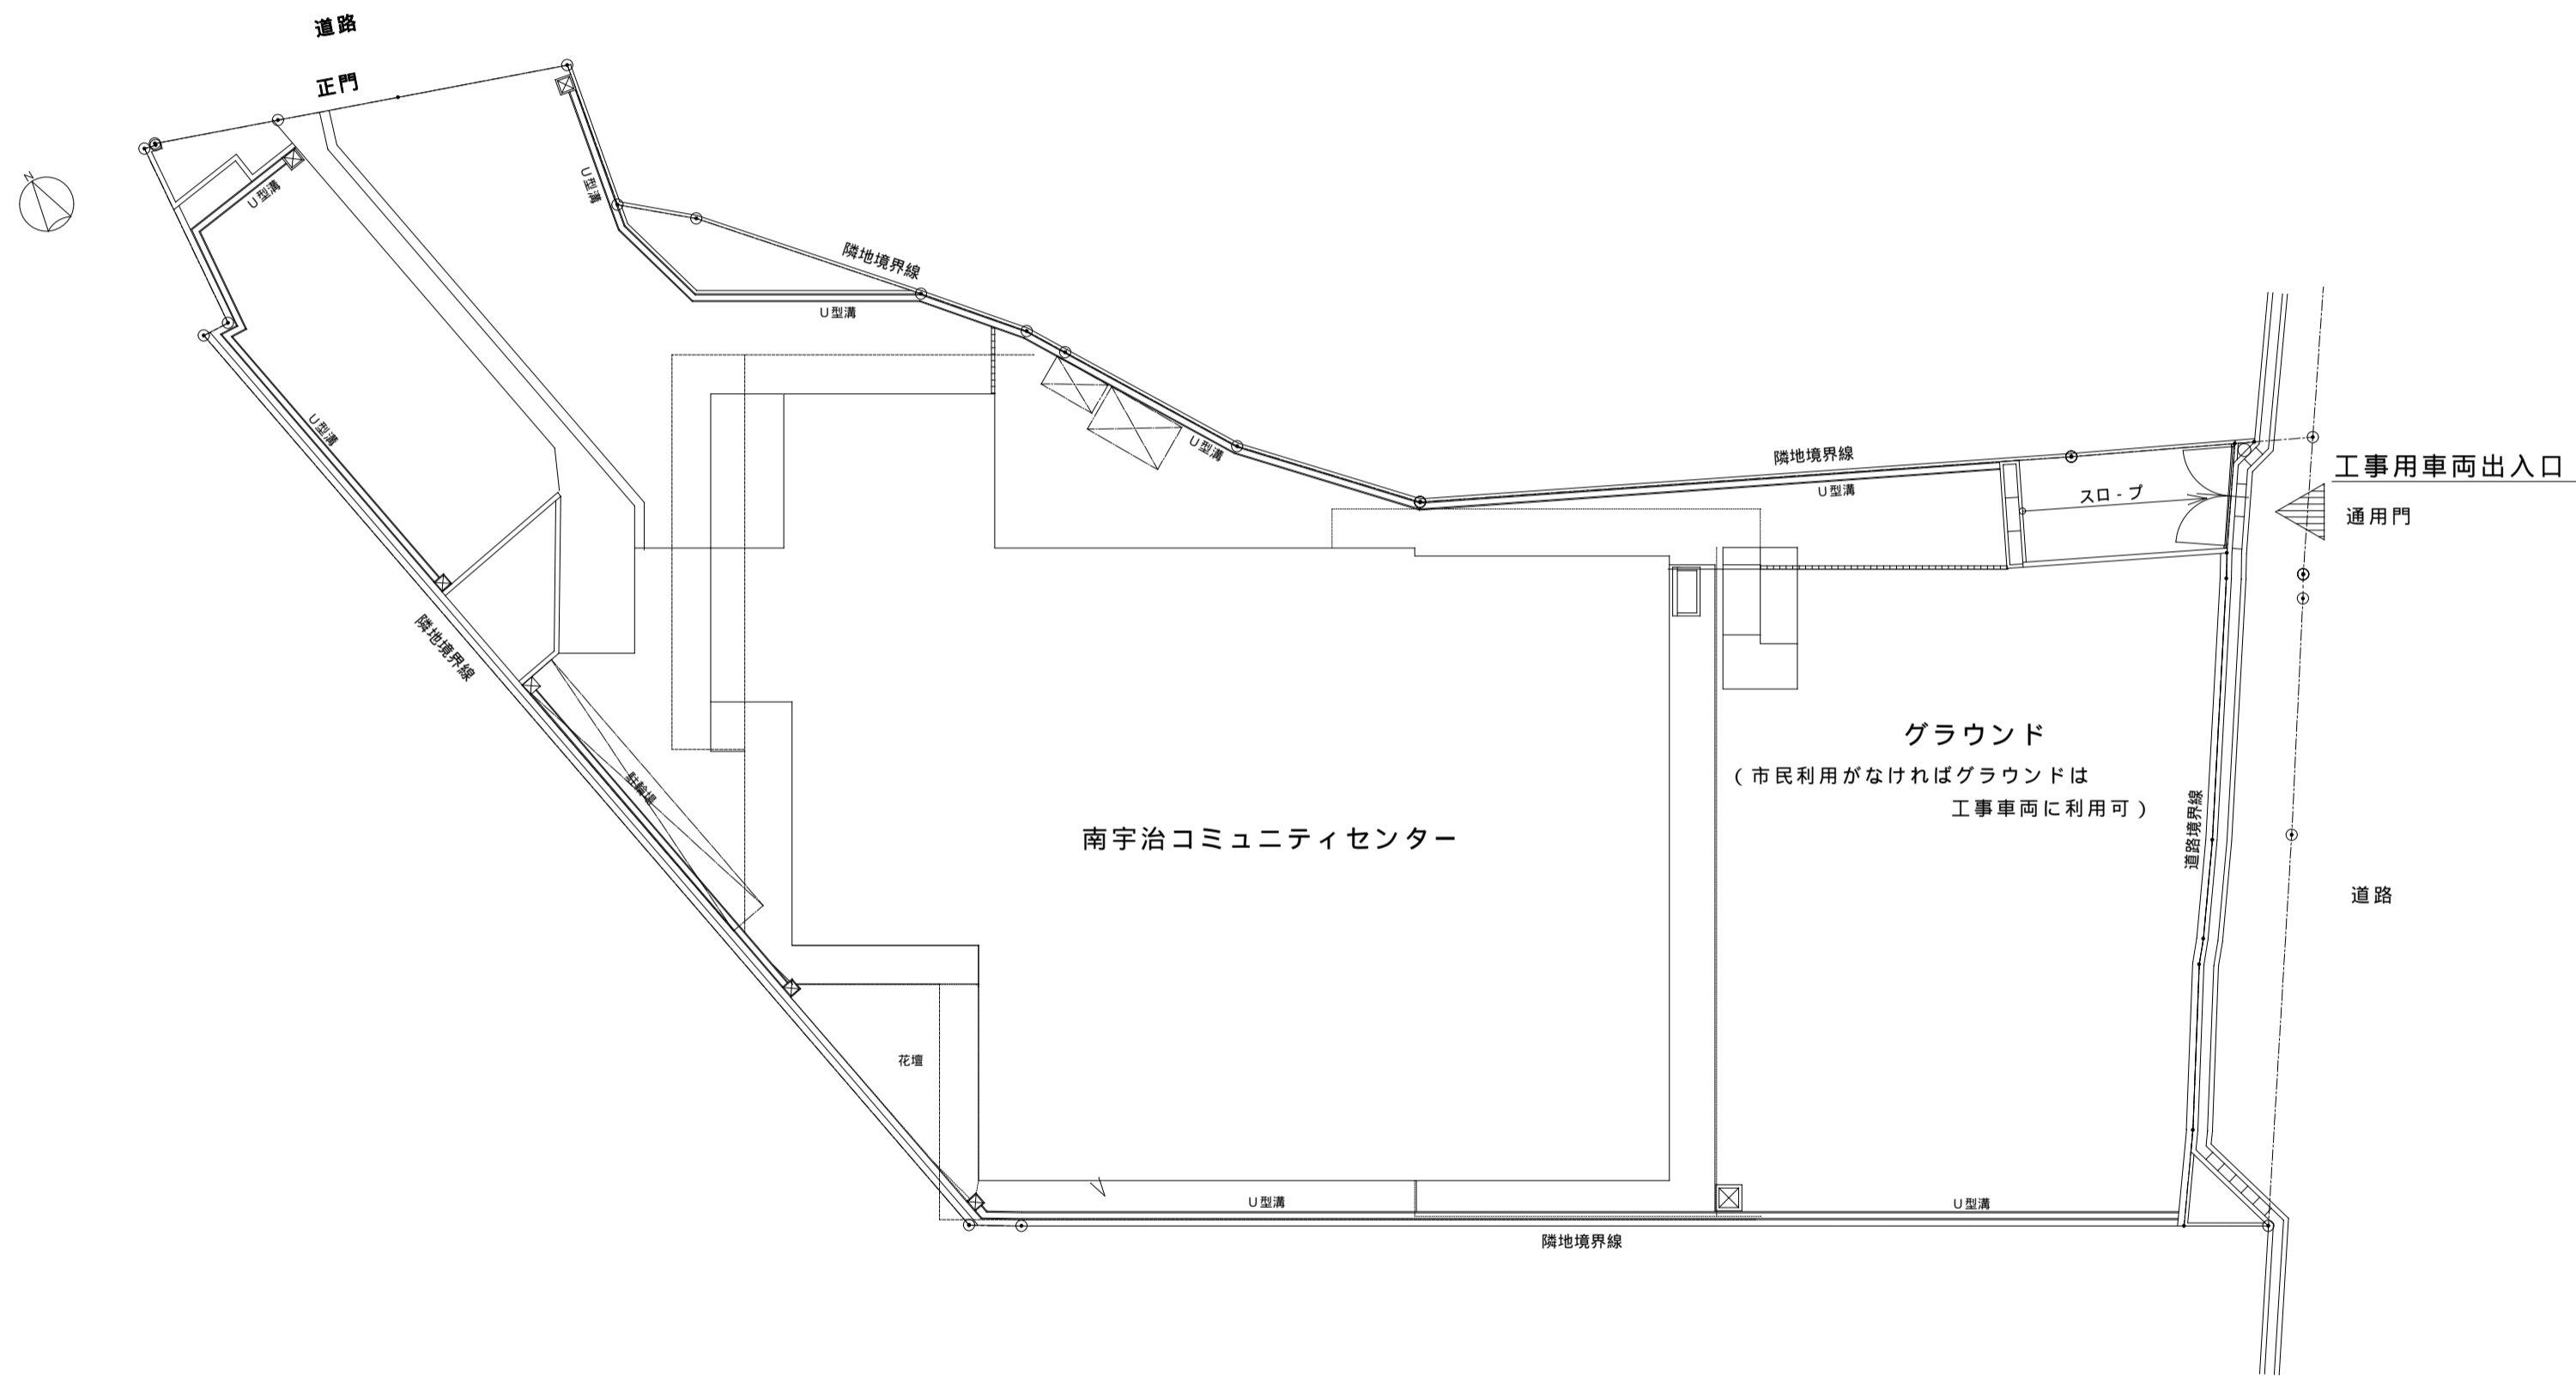 道路
正門
N
U型溝
U型溝
隣地境界線
U型溝
U型溝
U型溝
隣地境界線
U型溝
スロ-プ
工事用車両出入口
通用門
隣地境界線
駐輪場
グラウンド
(市民利用がなければグラウンドは
工事車両に利用可)
南宇治コミュニティセンター
道路境界線
道路
花壇
U型溝
U型溝
隣地境界線